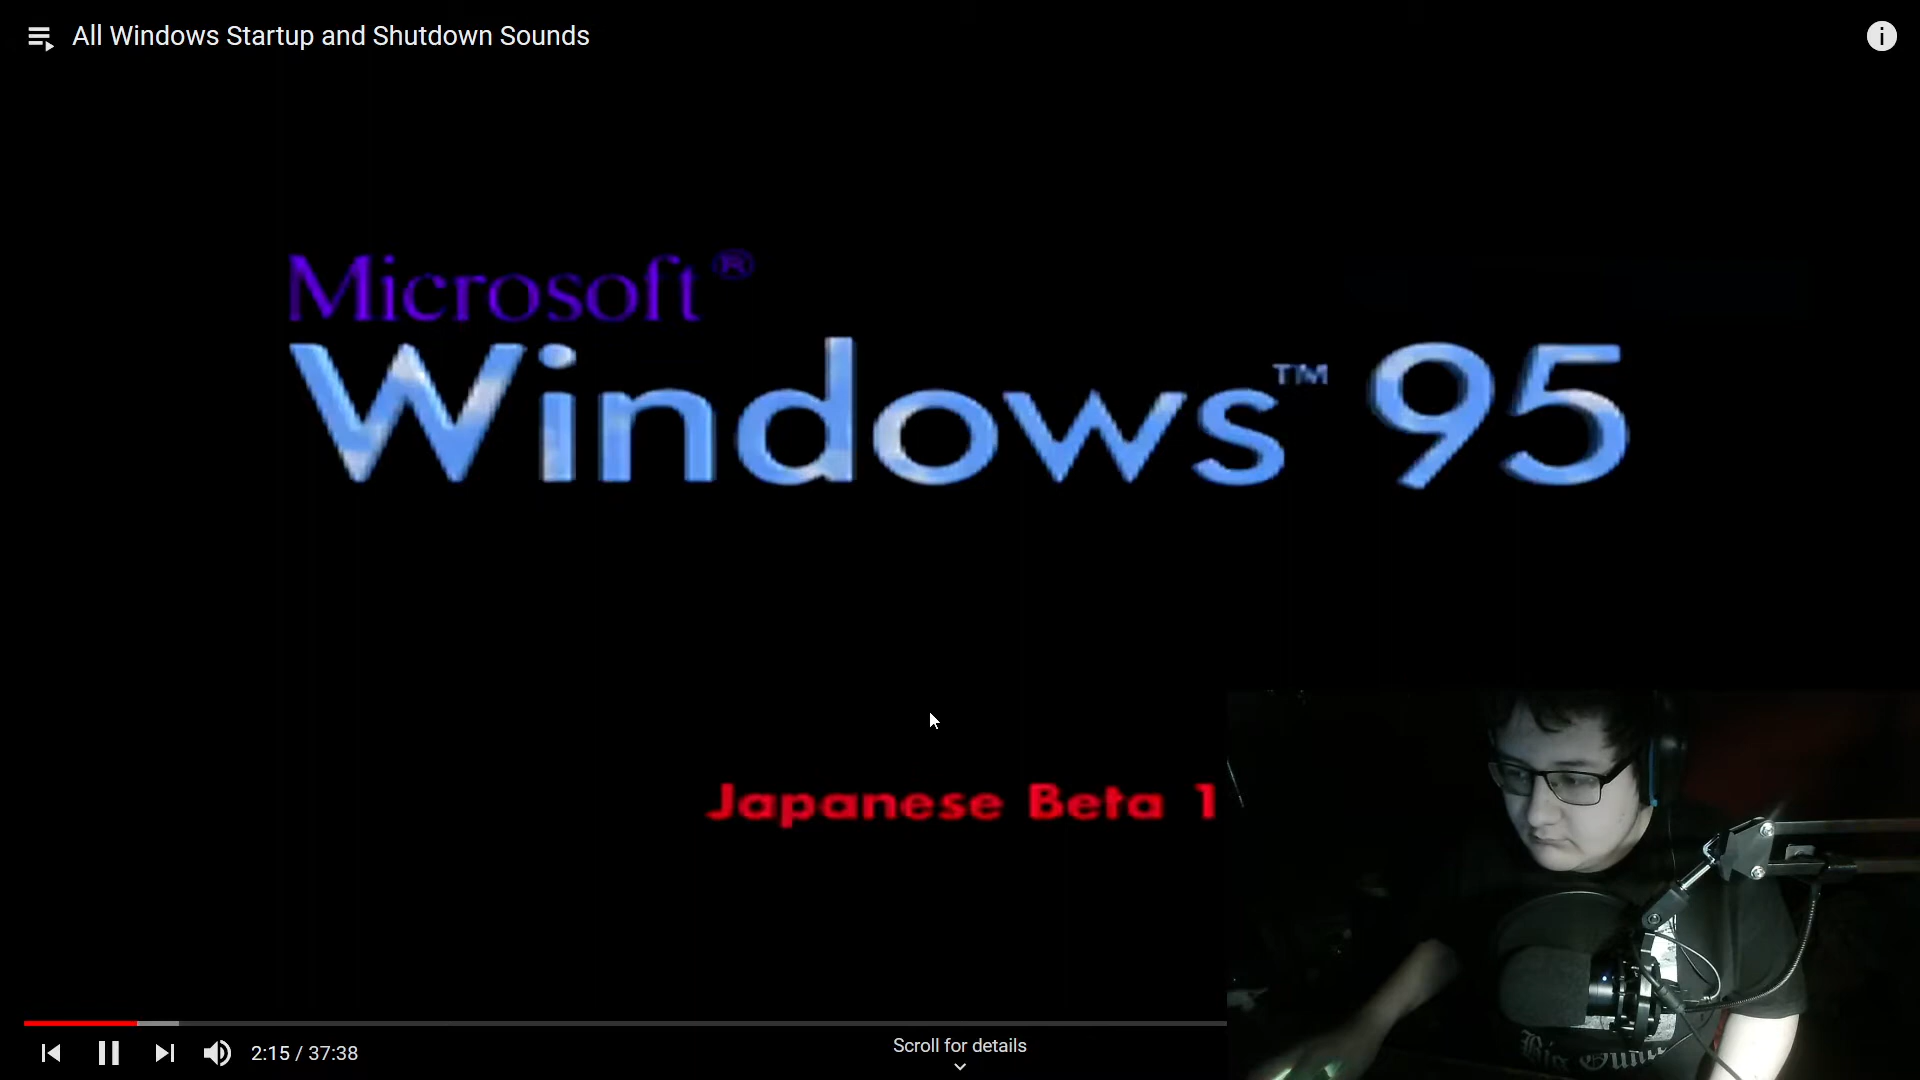 All Windows Startup and Shutdown Sounds
Microsoft®
Windows™ 95
Japanese Beta 1
2:15 / 37:38
Scroll for details